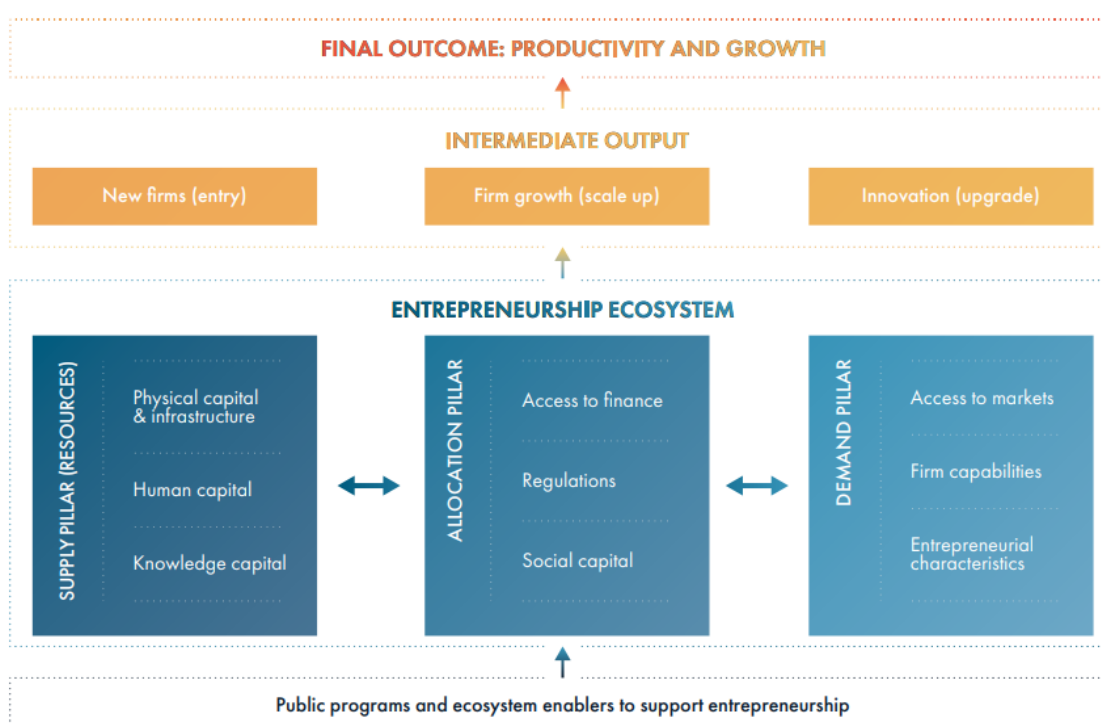 FINAL OUTCOME: PRODUCTIVITY AND GROWTH
INTERMEDIATE OUTPUT
New firms (entry)
Firm growth (scale up)
Innovation (upgrade)
ENTREPRENEURSHIP ECOSYSTEM
SUPPLY PILLAR (RESOURCES)
Physical capital
& infrastructure
Human capital
Knowledge capital
ALLOCATION PILLAR
Access to finance
Regulations
Social capital
DEMAND PILLAR
Access to markets
Firm capabilities
Entrepreneurial
characteristics
Public programs and ecosystem enablers to support entrepreneurship